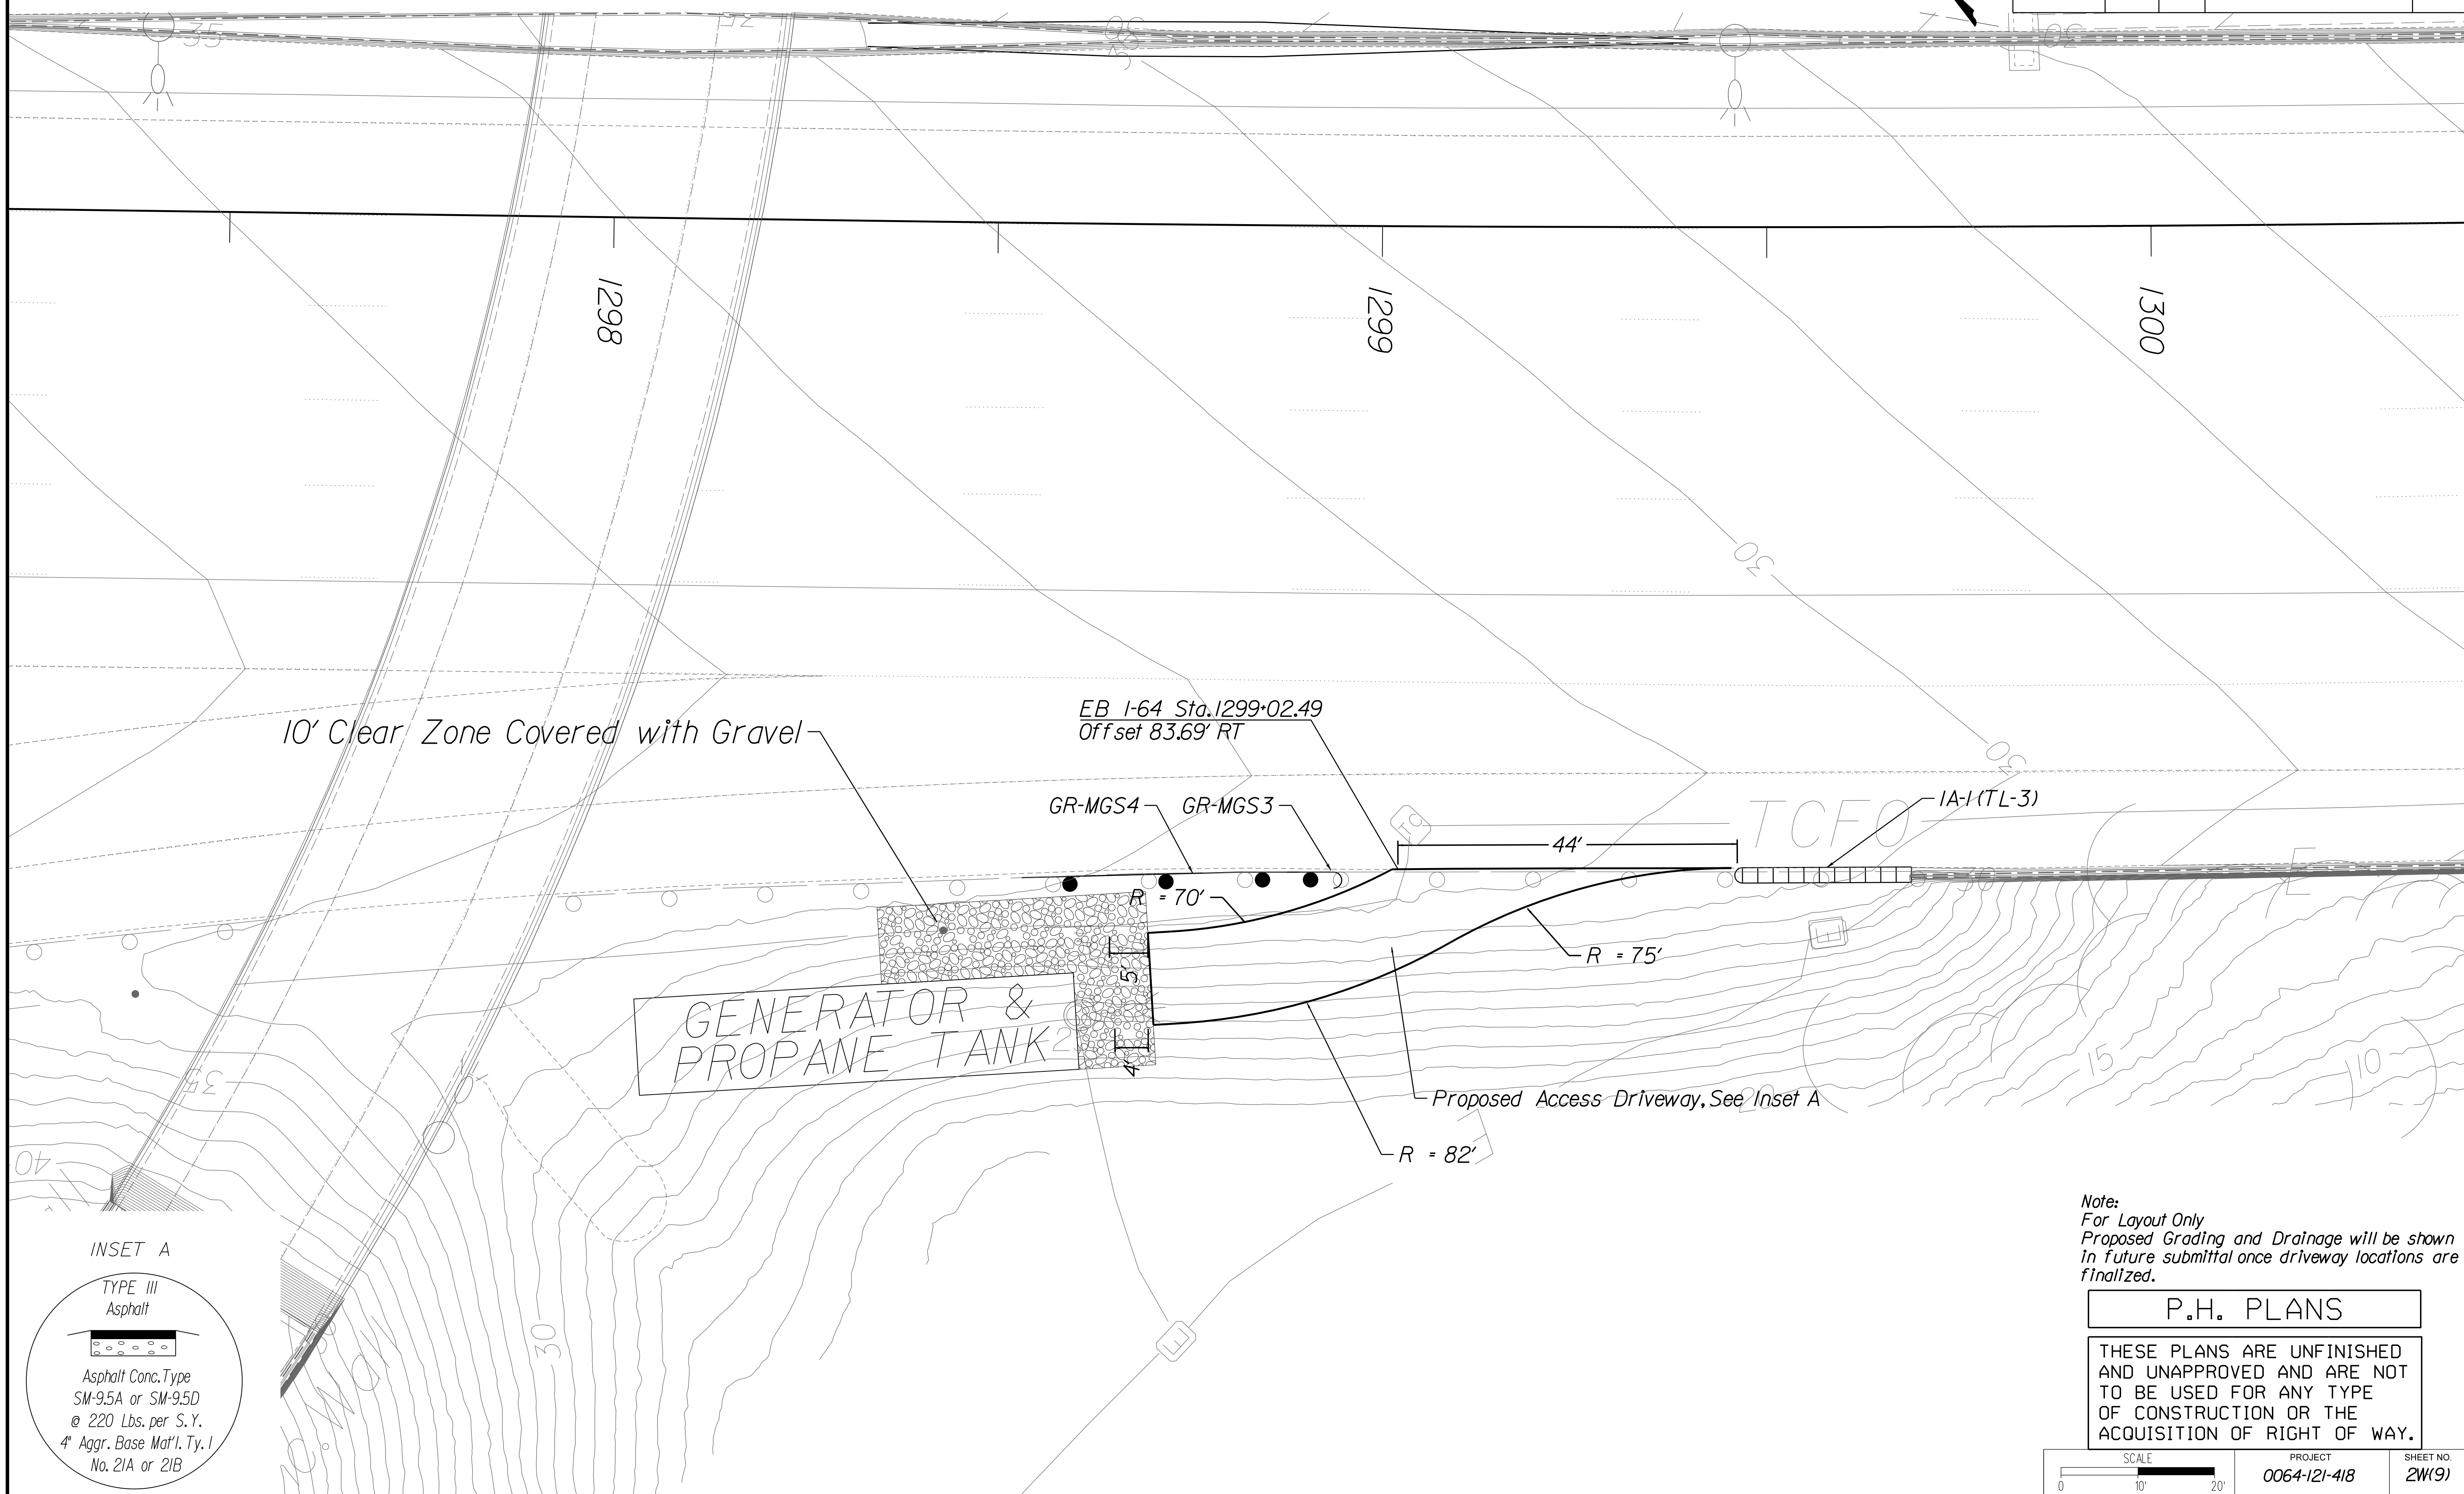 35
1298
1299
1300
30
30
EB I-64 Sta. 1299+02.49
Offset 83.69' RT
10' Clear Zone Covered with Gravel
GR-MGS4
GR-MGS3
TC
TCFO
IA-1 (TL-3)
44'
R = 70'
R = 75'
5'
4'
GENERATOR &
PROPANE TANK
E
35
40
15
10
20
Proposed Access Driveway, See Inset A
R = 82'
30
E
INSET A
TYPE III
Asphalt
Asphalt Conc. Type
SM-9.5A or SM-9.5D
@ 220 Lbs. per S.Y.
4" Aggr. Base Mat'l. Ty. I
No. 21A or 21B
Note:
For Layout Only
Proposed Grading and Drainage will be shown
in future submittal once driveway locations are
finalized.
P.H. PLANS
THESE PLANS ARE UNFINISHED
AND UNAPPROVED AND ARE NOT
TO BE USED FOR ANY TYPE
OF CONSTRUCTION OR THE
ACQUISITION OF RIGHT OF WAY.
SCALE
0 10' 20'
PROJECT
0064-121-418
SHEET NO.
2W(9)